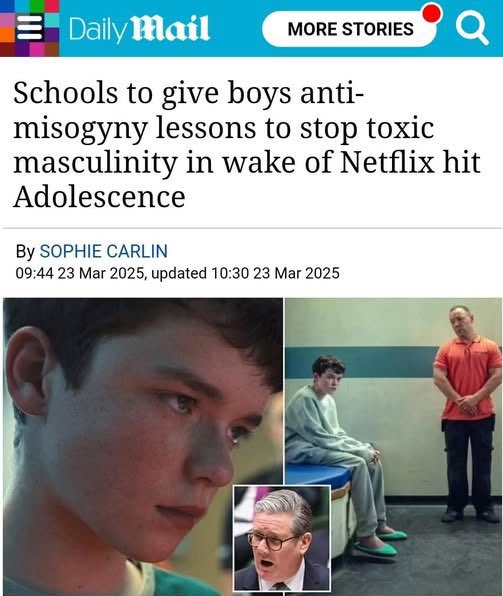 Daily Mail
MORE STORIES
Schools to give boys anti-
misogyny lessons to stop toxic
masculinity in wake of Netflix hit
Adolescence
By SOPHIE CARLIN
09:44 23 Mar 2025, updated 10:30 23 Mar 2025